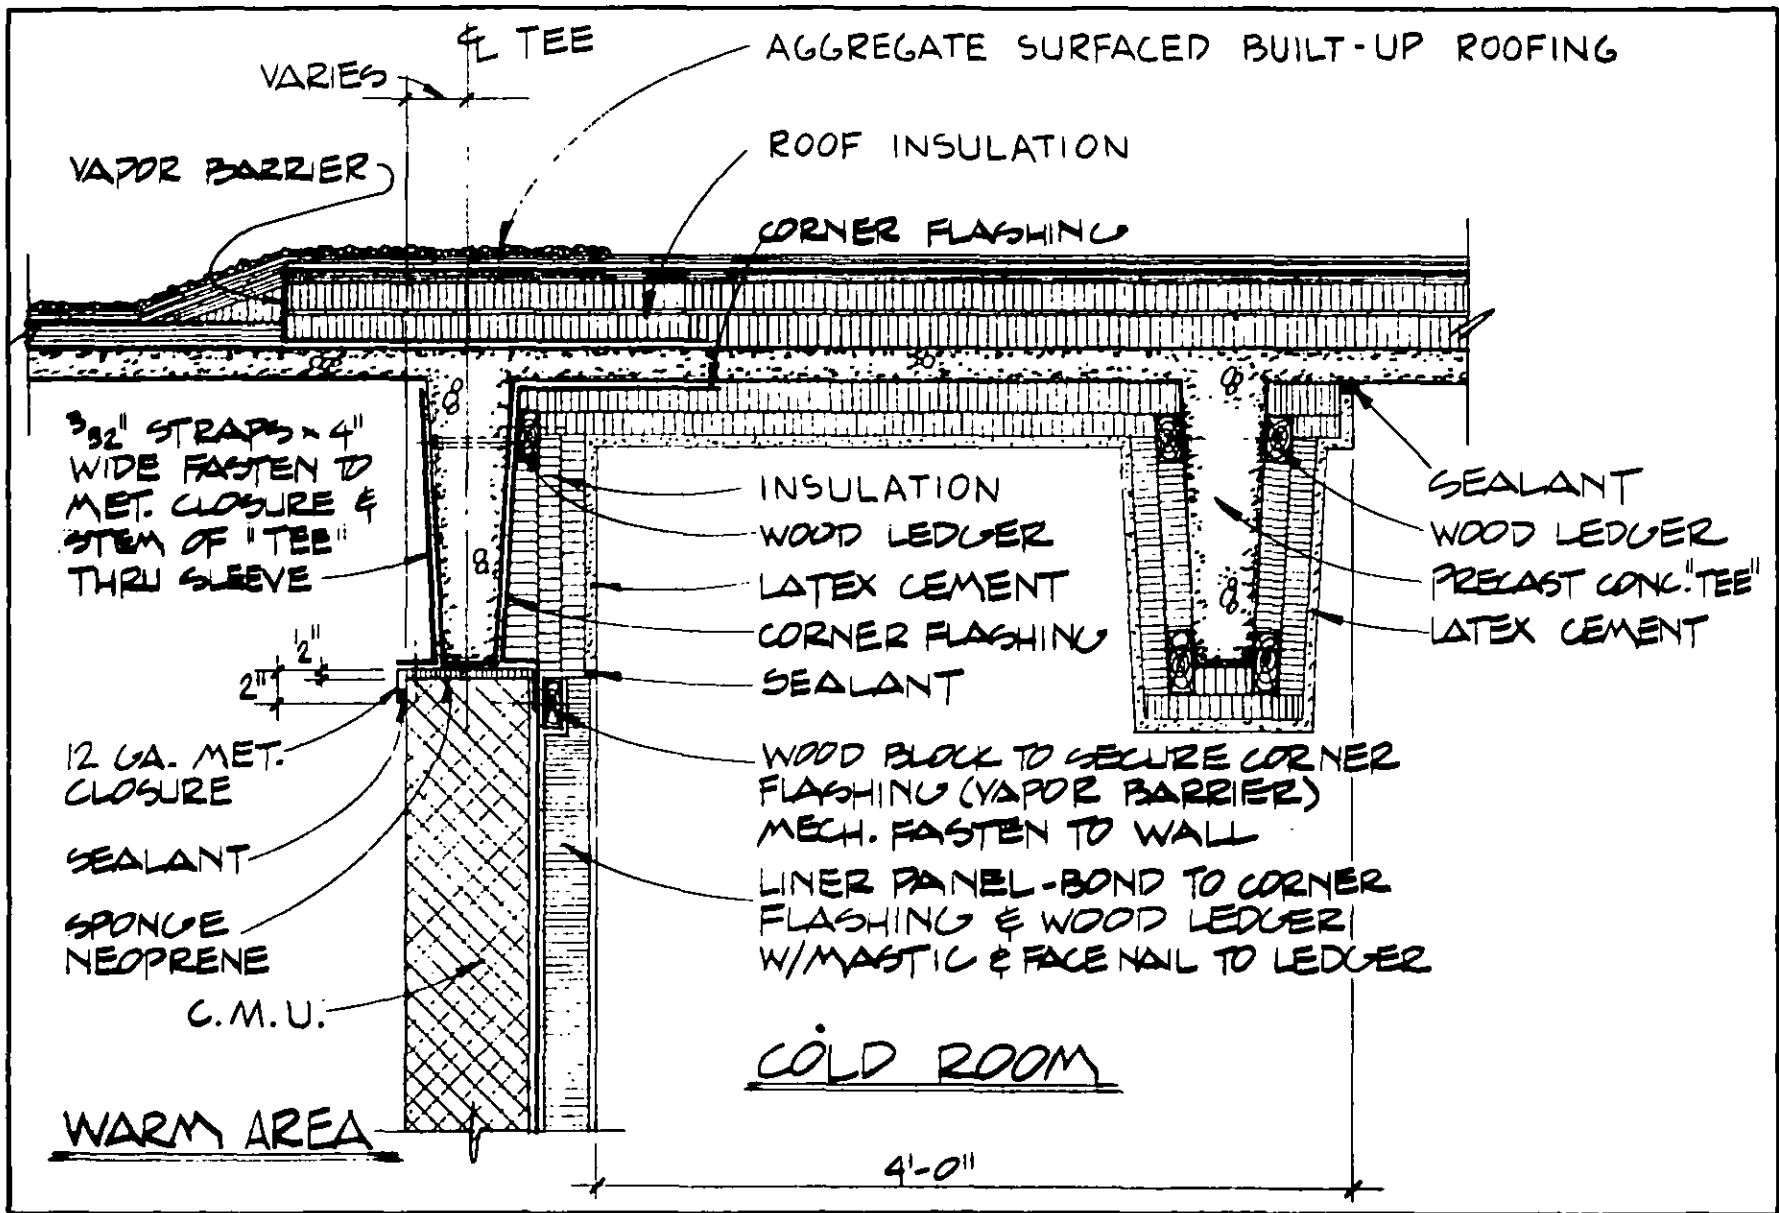 ℄ TEE
VARIES
AGGREGATE SURFACED BUILT-UP ROOFING
ROOF INSULATION
VAPOR BARRIER
CORNER FLASHING
3/32" STRAPS x 4"
WIDE FASTEN TO
MET. CLOSURE &
STEM OF "TEE"
THRU SLEEVE
INSULATION
WOOD LEDGER
LATEX CEMENT
CORNER FLASHING
SEALANT
SEALANT
WOOD LEDGER
PRECAST CONC. "TEE"
LATEX CEMENT
1/2"
2"
12 GA. MET.
CLOSURE
SEALANT
SPONGE
NEOPRENE
C.M.U.
WOOD BLOCK TO SECURE CORNER
FLASHING (VAPOR BARRIER)
MECH. FASTEN TO WALL
LINER PANEL-BOND TO CORNER
FLASHING & WOOD LEDGER
W/MASTIC & FACE NAIL TO LEDGER
COLD ROOM
WARM AREA
4'-0"